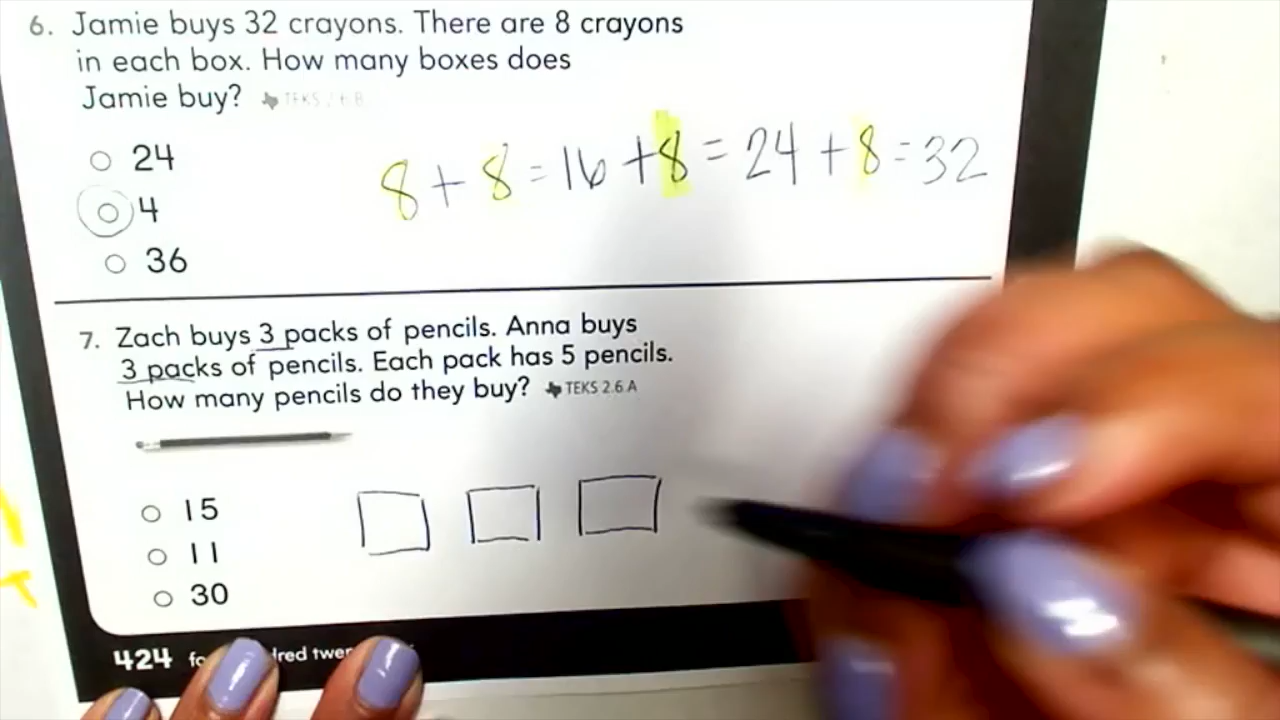 6. Jamie buys 32 crayons. There are 8 crayons
in each box. How many boxes does
Jamie buy?
24
4
36
8 + 8 = 16 + 8 = 24 + 8 = 32
7. Zach buys 3 packs of pencils. Anna buys
3 packs of pencils. Each pack has 5 pencils.
How many pencils do they buy? TEKS 2.6.A
15
11
30
424